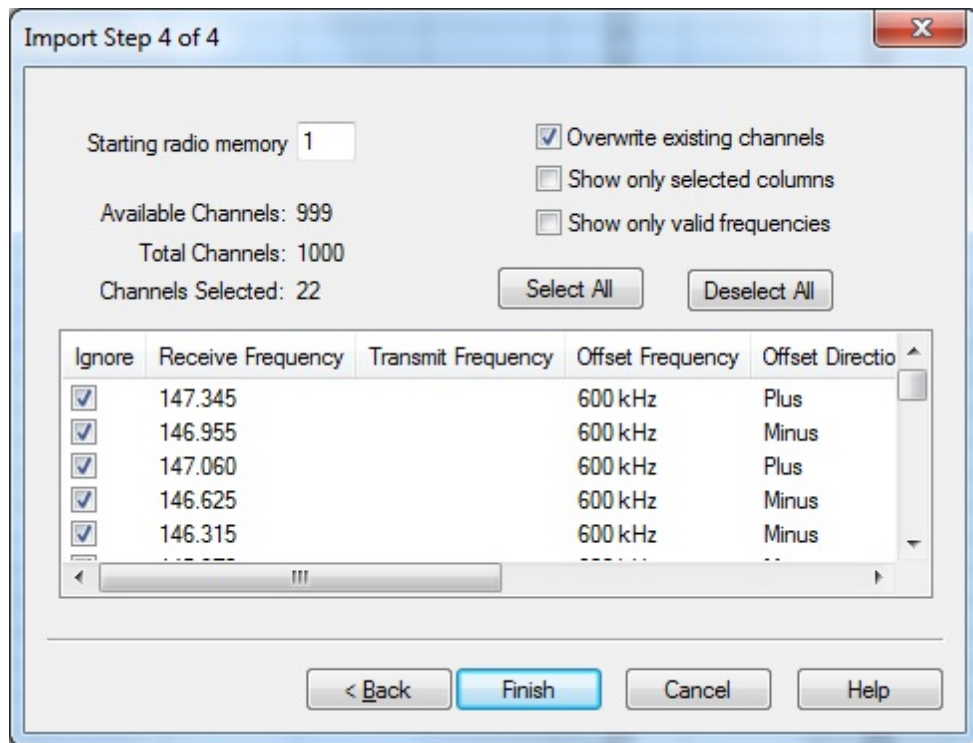 Import Step 4 of 4
Starting radio memory 1
Overwrite existing channels
Show only selected columns
Show only valid frequencies
Available Channels: 999
Total Channels: 1000
Channels Selected: 22
Select All Deselect All
Ignore Receive Frequency Transmit Frequency Offset Frequency Offset Directio
147.345 600 kHz Plus
146.955 600 kHz Minus
147.060 600 kHz Plus
146.625 600 kHz Minus
146.315 600 kHz Minus
< Back Finish Cancel Help